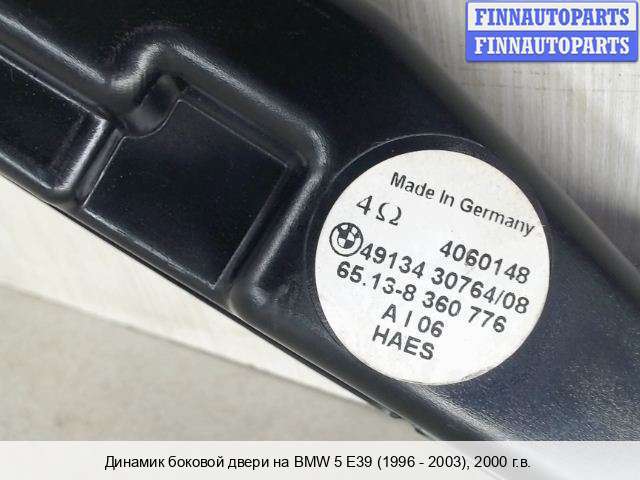 FINNAUTOPARTS
FINNAUTOPARTS
Made In Germany
4Ω
4060148
49134 30764/08
65.13-8 360 776
A I 06
HAES
Динамик боковой двери на BMW 5 E39 (1996 - 2003), 2000 г.в.